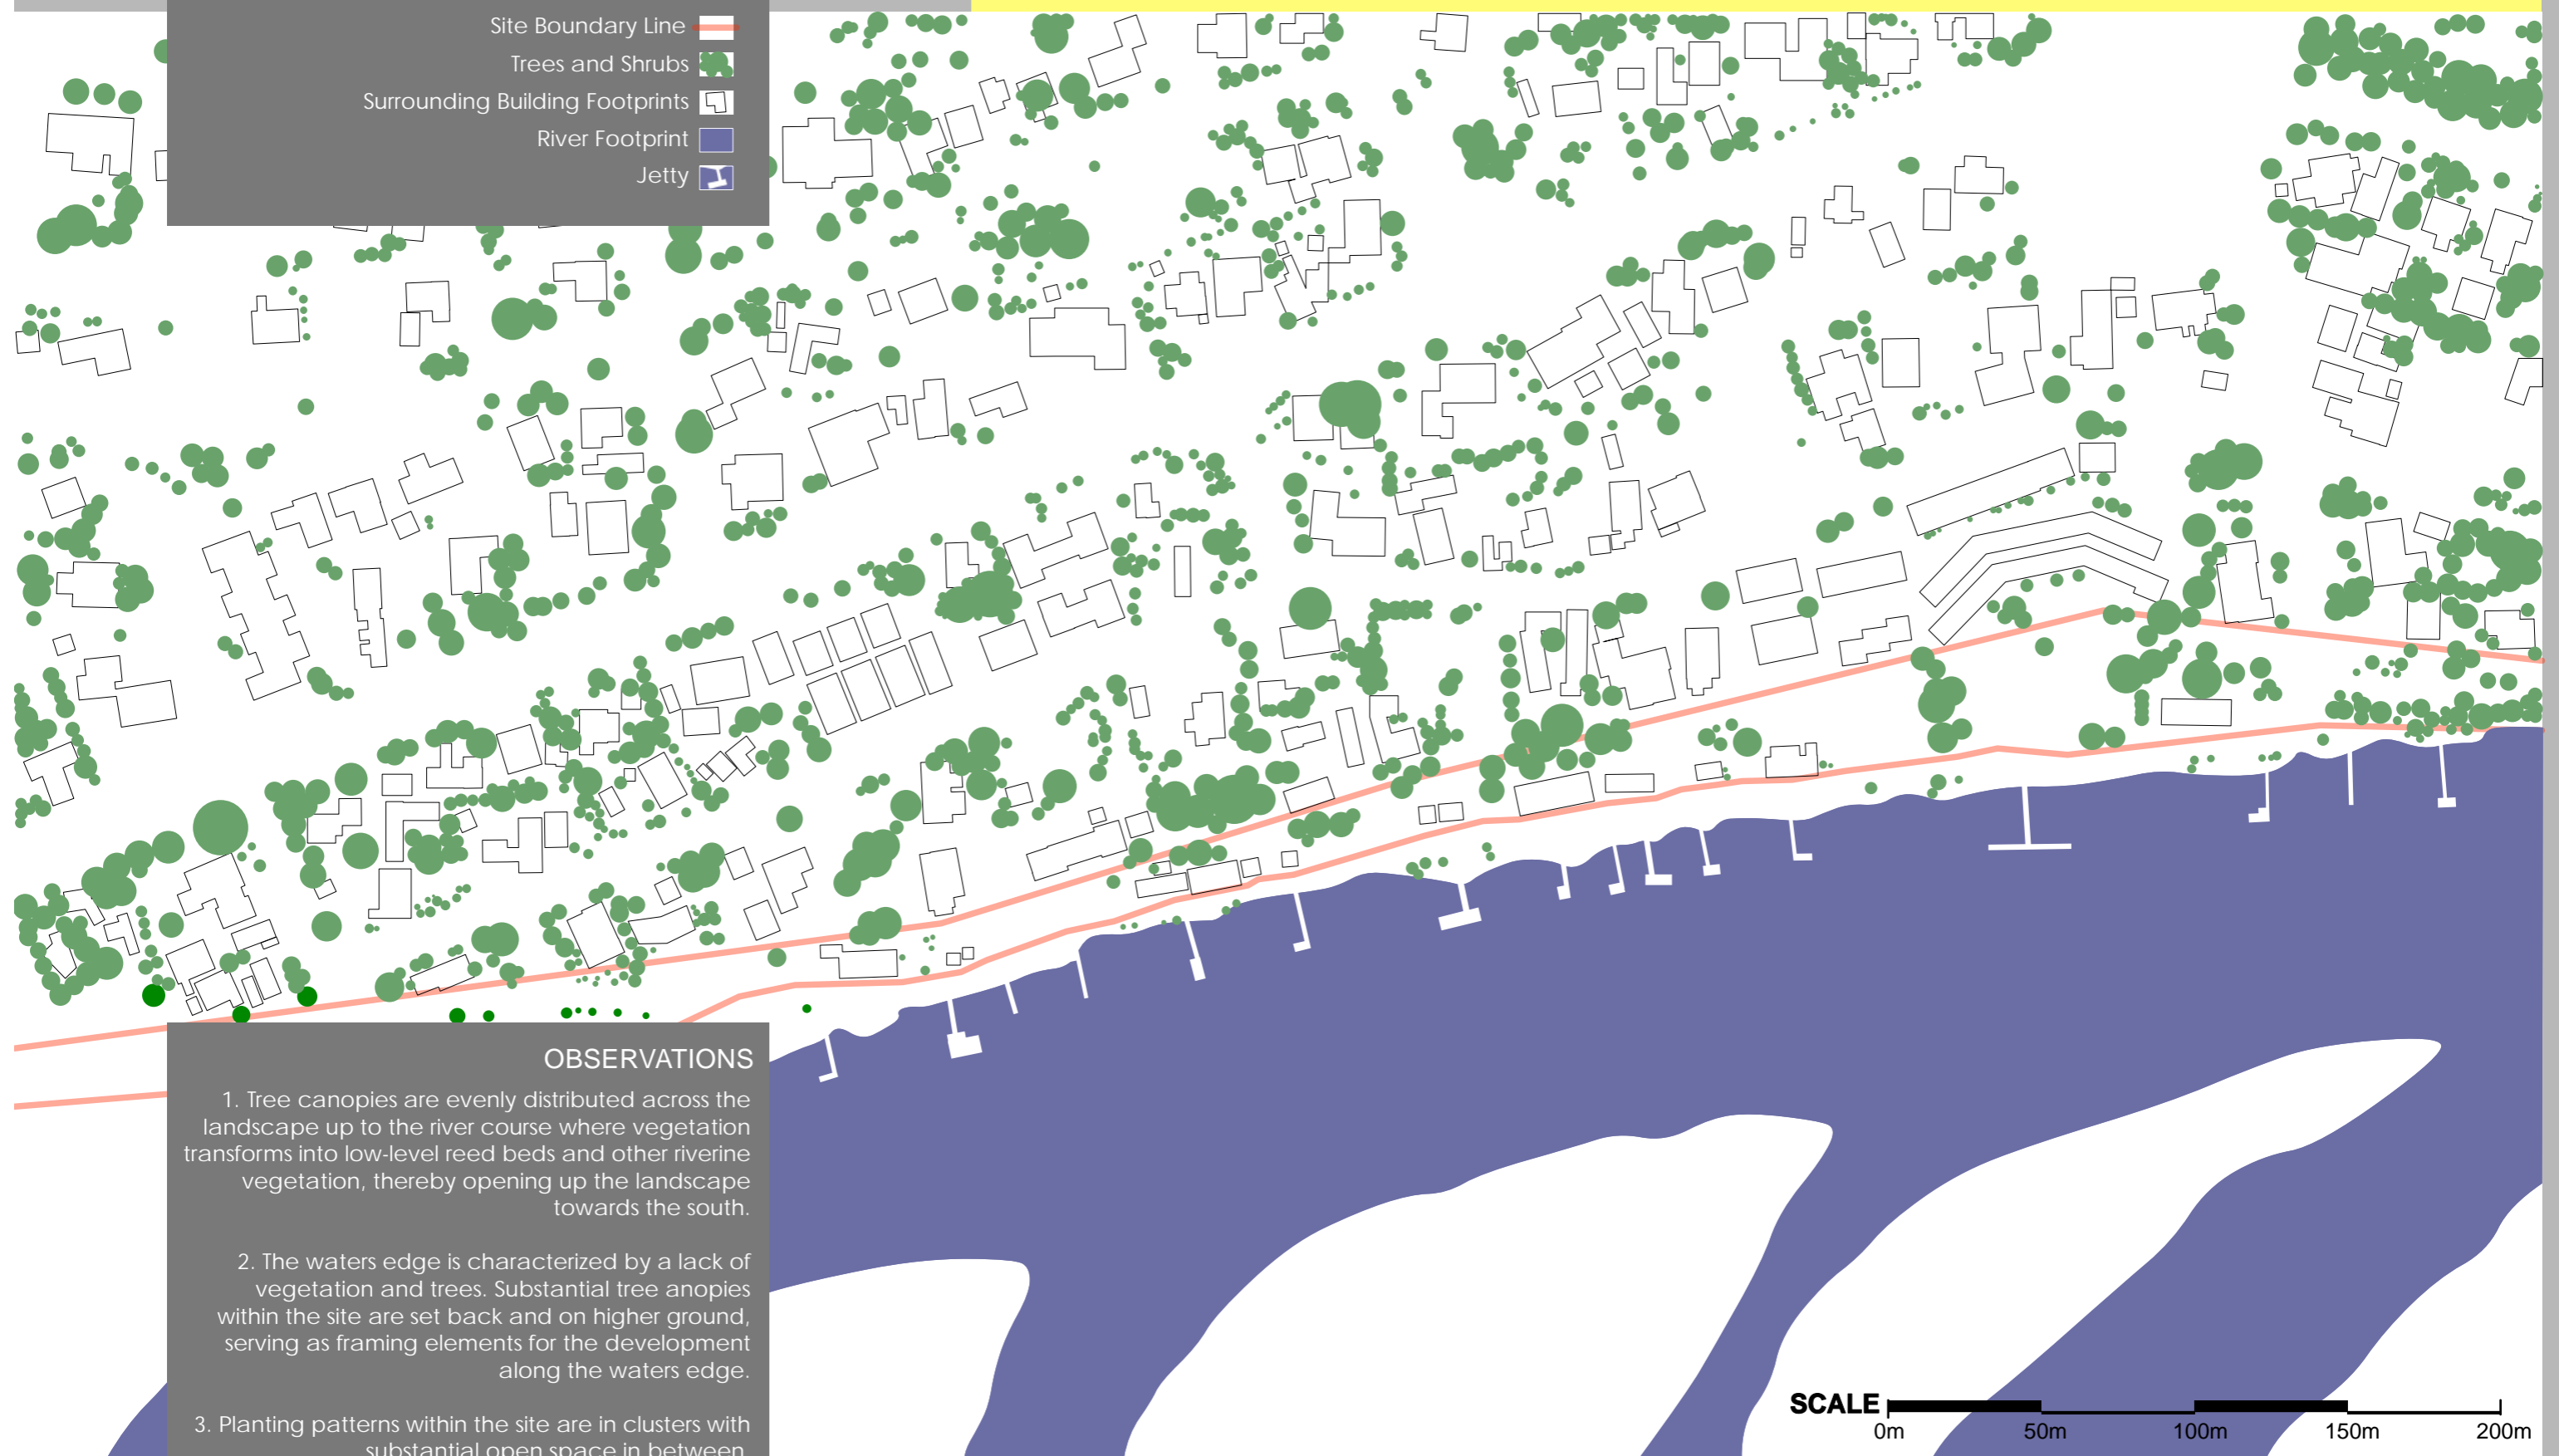 Site Boundary Line
Trees and Shrubs
Surrounding Building Footprints
River Footprint
Jetty
OBSERVATIONS
1. Tree canopies are evenly distributed across the
landscape up to the river course where vegetation
transforms into low-level reed beds and other riverine
vegetation, thereby opening up the landscape
towards the south.
2. The waters edge is characterized by a lack of
vegetation and trees. Substantial tree anopies
within the site are set back and on higher ground,
serving as framing elements for the development
along the waters edge.
3. Planting patterns within the site are in clusters with
substantial open space in between.
SCALE
0m 50m 100m 150m 200m